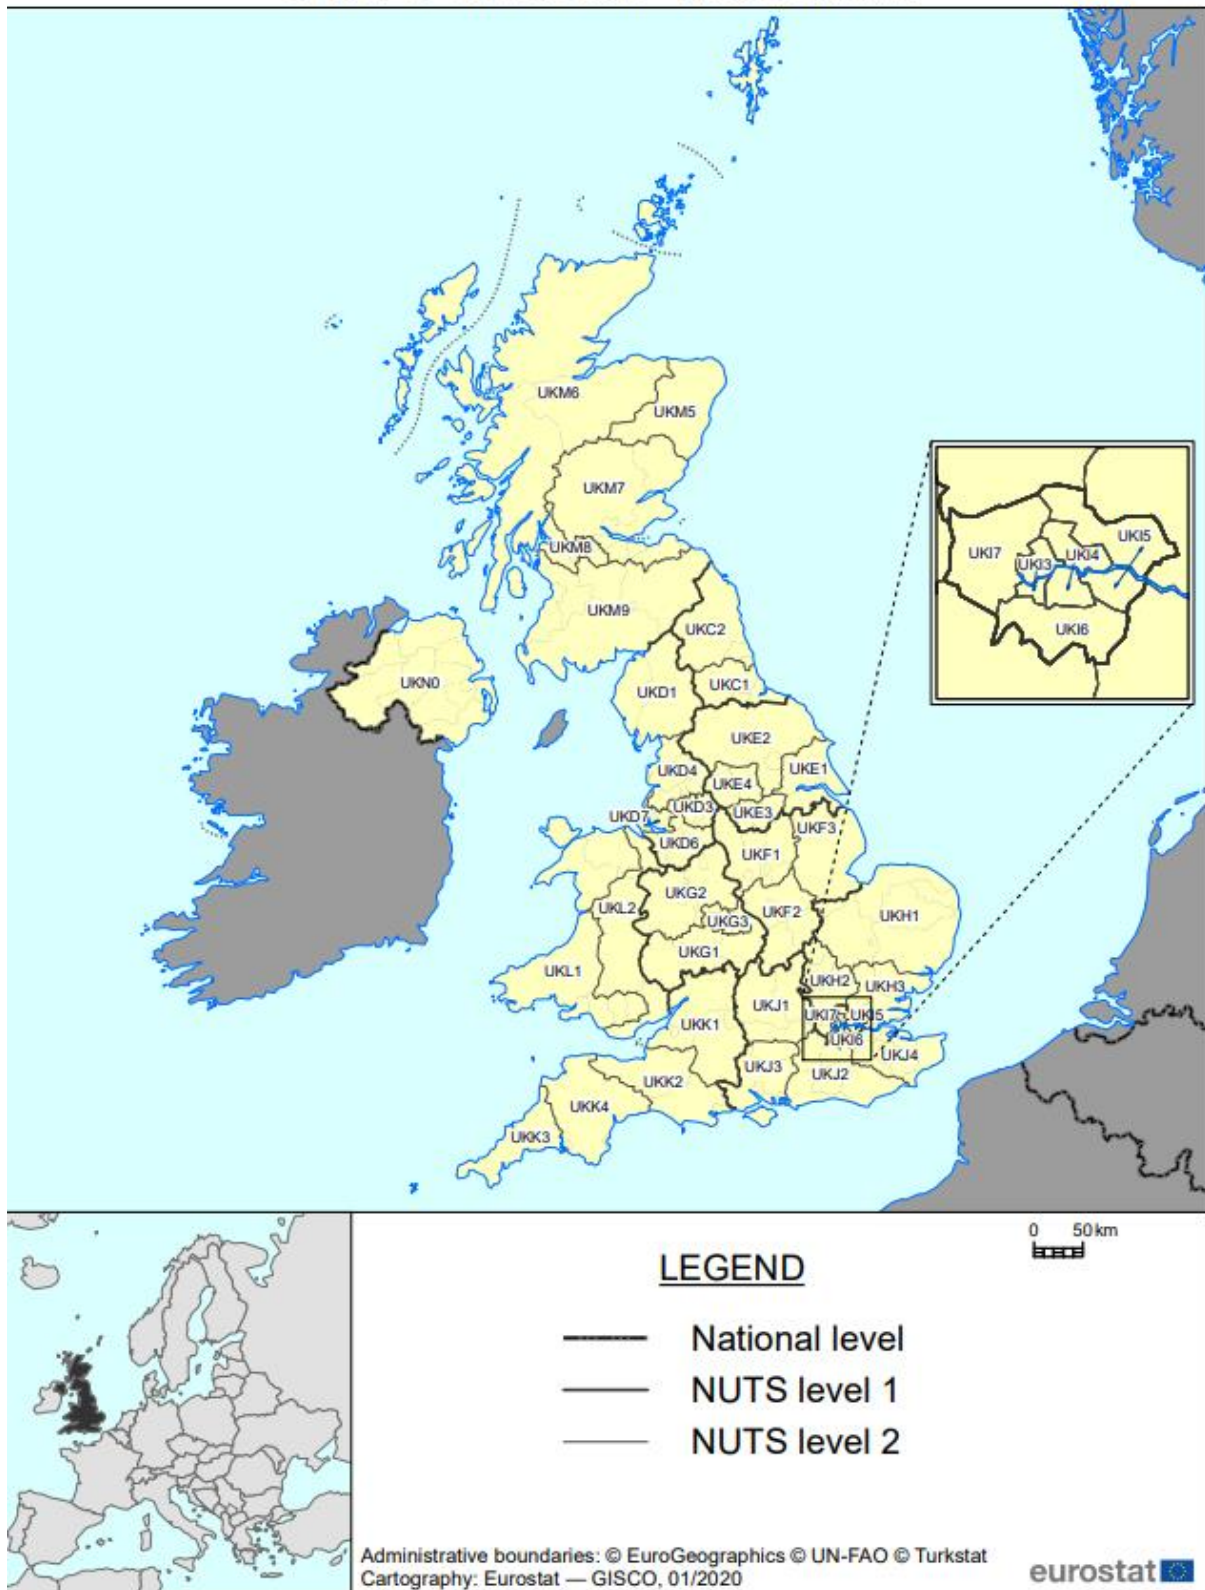 UKM6
UKM5
UKM7
UKM8
UKM9
UKC2
UKN0
UKD1
UKC1
UKE2
UKD4
UKE4
UKE1
UKD7
UKD3
UKE3
UKF3
UKD6
UKF1
UKG2
UKL2
UKG3
UKF2
UKH1
UKG1
UKL1
UKH2
UKH3
UKJ1
UKI7
UKI5
UKK1
UKI6
UKJ4
UKJ3
UKJ2
UKK2
UKK4
UKK3
UKI5
UKI7
UKI3
UKI4
UKI6
0 50 km
LEGEND
National level
NUTS level 1
NUTS level 2
Administrative boundaries: © EuroGeographics © UN-FAO © Turkstat
Cartography: Eurostat — GISCO, 01/2020
eurostat